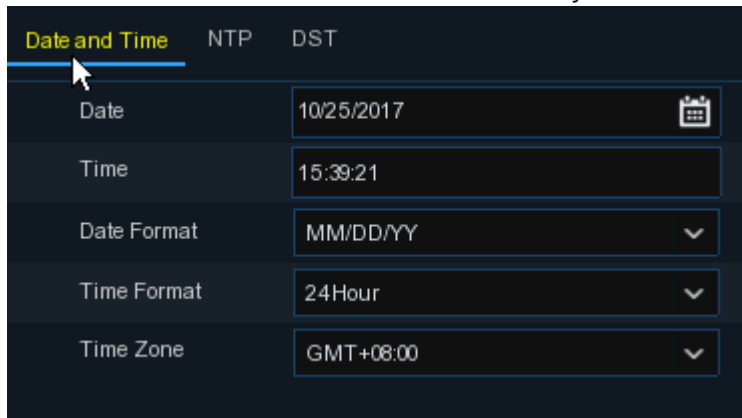 Date and Time NTP DST
Date 10/25/2017
Time 15:39:21
Date Format MM/DD/YY
Time Format 24Hour
Time Zone GMT+08:00